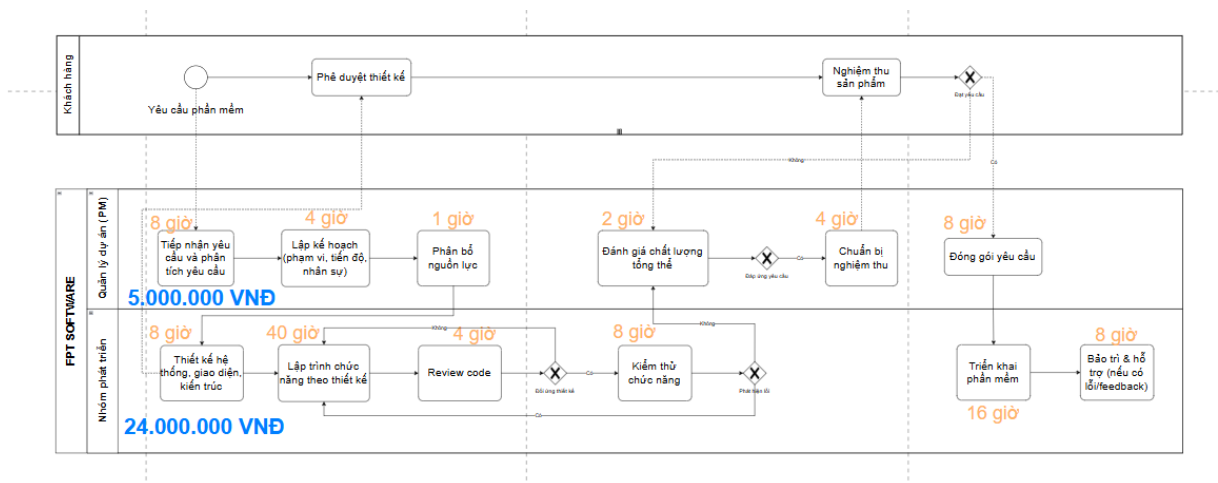 Khách hàng
Yêu cầu phần mềm
Phê duyệt thiết kế
Nghiệm thu
sản phẩm
Đạt yêu cầu
Không
Có
FPT SOFTWARE
Quản lý dự án ( PM)
8 giờ
Tiếp nhận yêu
cầu và phân
tích yêu cầu
4 giờ
Lập kế hoạch
(phạm vi, tiến độ,
nhân sự)
1 giờ
Phân bổ
nguồn lực
2 giờ
Đánh giá chất lượng
tổng thể
Đáp ứng yêu cầu
Có
4 giờ
Chuẩn bị
nghiệm thu
8 giờ
Đóng gói yêu cầu
5.000.000 VNĐ
Nhóm phát triển
8 giờ
Thiết kế hệ
thống, giao diện,
kiến trúc
40 giờ
Lập trình chức
năng theo thiết kế
Không
4 giờ
Review code
Đối ứng thiết kế
Có
8 giờ
Kiểm thử
chức năng
Không
Phát hiện lỗi
Có
Triển khai
phần mềm
16 giờ
8 giờ
Bảo trì & hỗ
trợ (nếu có
lỗi/feedback)
24.000.000 VNĐ